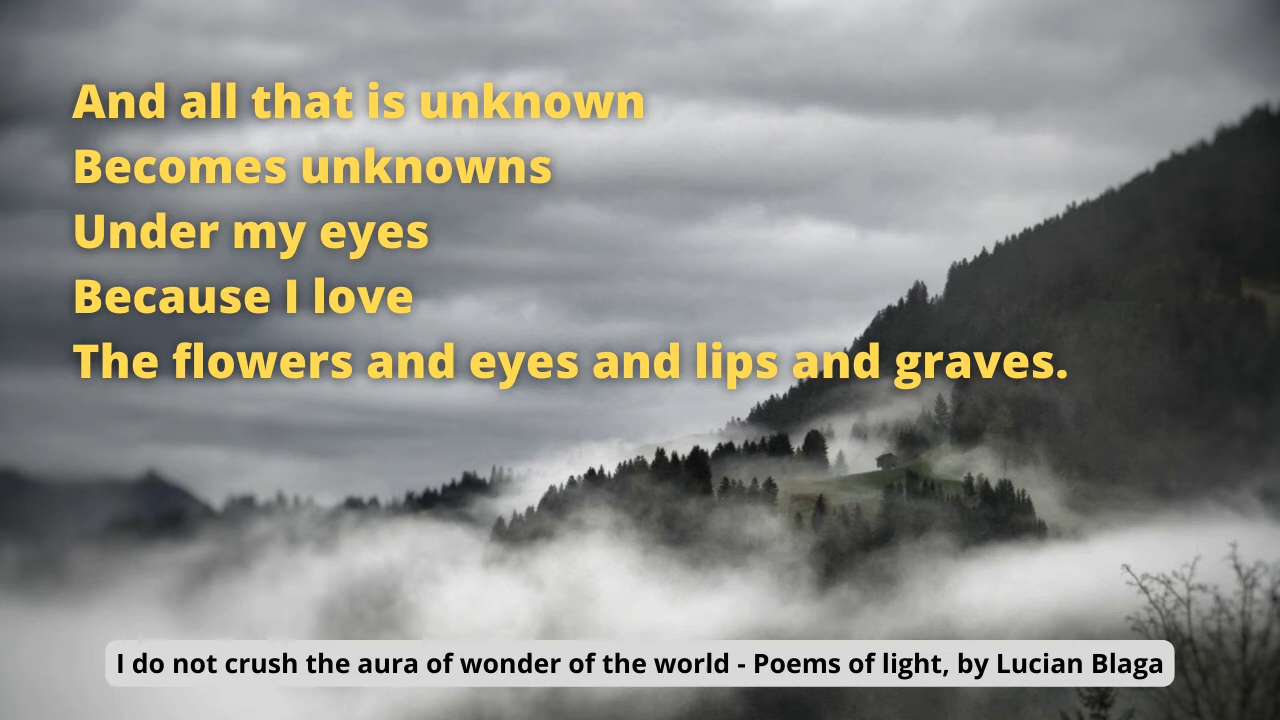 And all that is unknown
Becomes unknowns
Under my eyes
Because I love
The flowers and eyes and lips and graves.
I do not crush the aura of wonder of the world - Poems of light, by Lucian Blaga